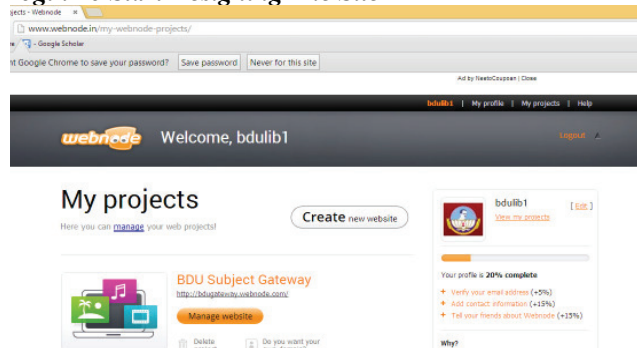 jects - Webnode
www.webnode.in/my-webnode-projects/
- Google Scholar
nt Google Chrome to save your password? Save password Never for this site
Ad by NeatoCoupoen | Close
bdulib1 | My profile | My projects | Help
webnode Welcome, bdulib1 Logout
My projects
Here you can manage your web projects!
Create new website
bdulib1 [ Edit ]
View my projects
Your profile is 20% complete
+ Verify your email address (+5%)
+ Add contact information (+15%)
+ Tell your friends about Webnode (+15%)
Why?
BDU Subject Gateway
http://bdugateway.webnode.com/
Manage website
Delete
Do you want your